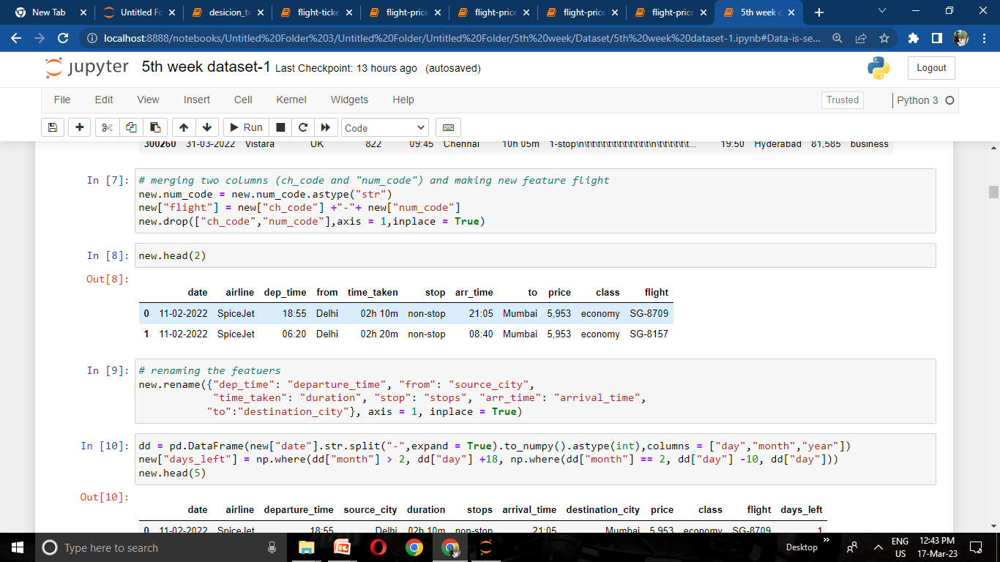 New Tab
Untitled Fo
desicion_tr
flight-ticke
flight-price
flight-price
flight-price
flight-price
5th week d
localhost:8888/notebooks/Untitled%20Folder%203/Untitled%20Folder/Untitled%20Folder/5th%20week/Dataset/5th%20week%20dataset-1.ipynb#Data-is-se...
jupyter 5th week dataset-1 Last Checkpoint: 13 hours ago (autosaved)
Logout
File Edit View Insert Cell Kernel Widgets Help
Trusted Python 3
Run Code
300260 31-03-2022 Vistara UK 822 09:45 Chennai 10h 05m 19:50 Hyderabad 81,585 business
In [7]: # merging two columns (ch_code and "num_code") and making new feature flight
new.num_code = new.num_code.astype("str")
new["flight"] = new["ch_code"] +"-"+ new["num_code"]
new.drop(["ch_code","num_code"],axis = 1,inplace = True)
In [8]: new.head(2)
Out[8]:
date airline dep_time from time_taken stop arr_time to price class flight
0 11-02-2022 SpiceJet 18:55 Delhi 02h 10m non-stop 21:05 Mumbai 5,953 economy SG-8709
1 11-02-2022 SpiceJet 06:20 Delhi 02h 20m non-stop 08:40 Mumbai 5,953 economy SG-8157
In [9]: # renaming the featuers
new.rename({"dep_time": "departure_time", "from": "source_city",
"time_taken": "duration", "stop": "stops", "arr_time": "arrival_time",
"to":"destination_city"}, axis = 1, inplace = True)
In [10]: dd = pd.DataFrame(new["date"].str.split("-",expand = True).to_numpy().astype(int),columns = ["day","month","year"])
new["days_left"] = np.where(dd["month"] > 2, dd["day"] +18, np.where(dd["month"] == 2, dd["day"] -10, dd["day"]))
new.head(5)
Out[10]:
date airline departure_time source_city duration stops arrival_time destination_city price class flight days_left
0 11-02-2022 SpiceJet 18:55 Delhi 02h 10m non-stop 21:05 Mumbai 5,953 economy SG-8709 1
Type here to search
Desktop
ENG
US
12:43 PM
17-Mar-23